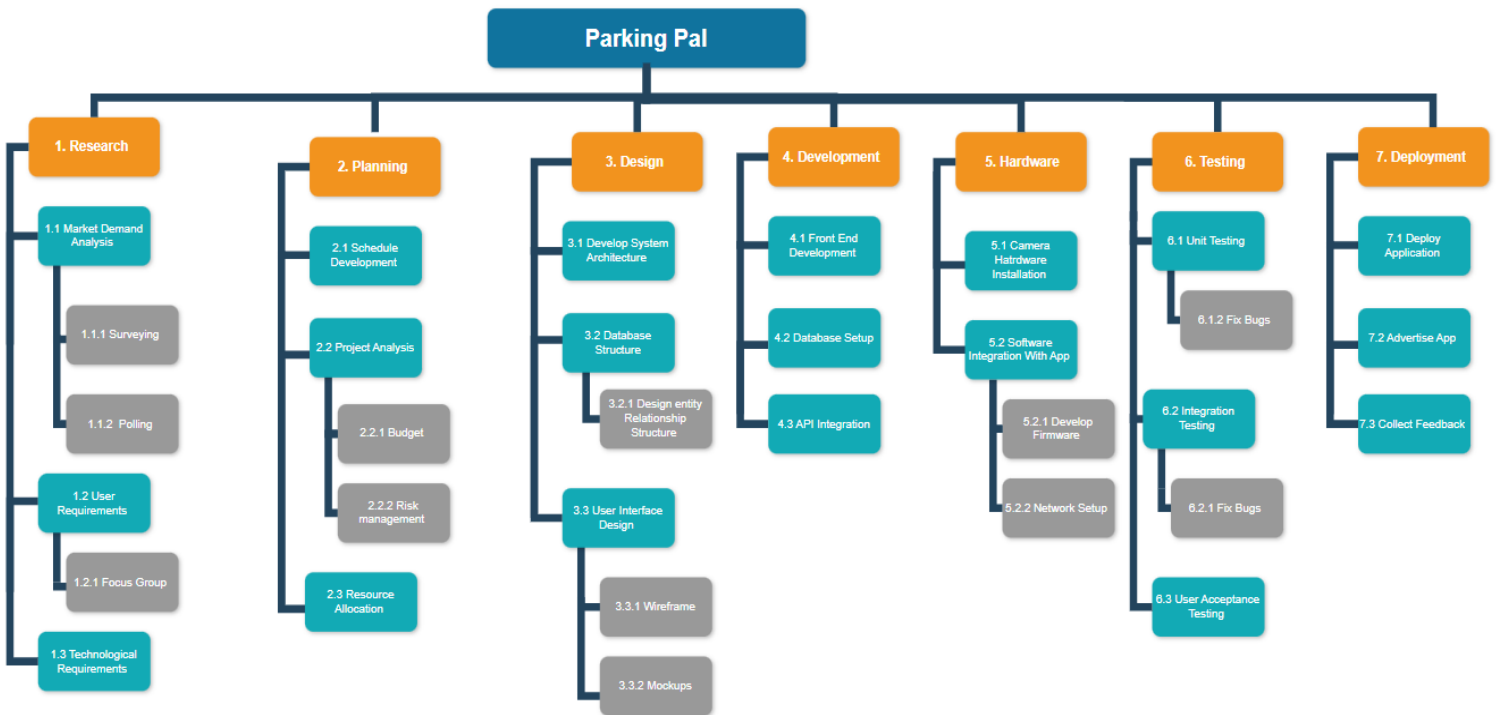 Parking Pal
1. Research
1.1 Market Demand
Analysis
1.1.1 Surveying
1.1.2 Polling
1.2 User
Requirements
1.2.1 Focus Group
1.3 Technological
Requirements
2. Planning
2.1 Schedule
Development
2.2 Project Analysis
2.2.1 Budget
2.2.2 Risk
management
2.3 Resource
Allocation
3. Design
3.1 Develop System
Architecture
3.2 Database
Structure
3.2.1 Design entity
Relationship
Structure
3.3 User Interface
Design
3.3.1 Wireframe
3.3.2 Mockups
4. Development
4.1 Front End
Development
4.2 Database Setup
4.3 API Integration
5. Hardware
5.1 Camera
Hatrdware
Installation
5.2 Software
Integration With App
5.2.1 Develop
Firmware
5.2.2 Network Setup
6. Testing
6.1 Unit Testing
6.1.2 Fix Bugs
6.2 Integration
Testing
6.2.1 Fix Bugs
6.3 User Acceptance
Testing
7. Deployment
7.1 Deploy
Application
7.2 Advertise App
7.3 Collect Feedback